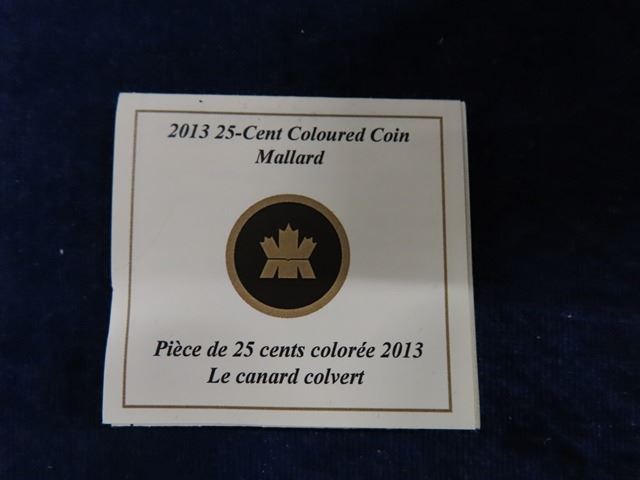 2013 25-Cent Coloured Coin
Mallard
Pièce de 25 cents colorée 2013
Le canard colvert